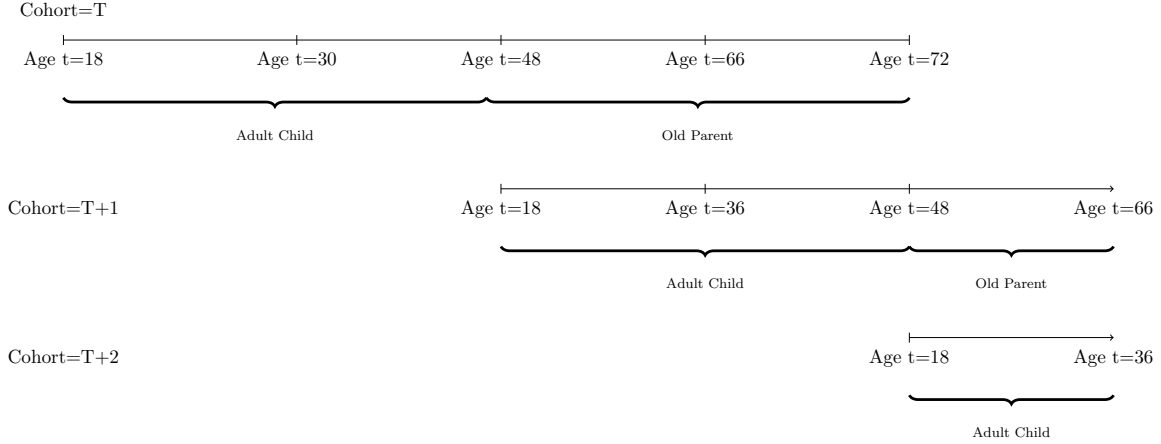 Cohort=T
Age t=18 Age t=30 Age t=48 Age t=66 Age t=72
Adult Child Old Parent
Cohort=T+1 Age t=18 Age t=36 Age t=48 Age t=66
Adult Child Old Parent
Cohort=T+2 Age t=18 Age t=36
Adult Child